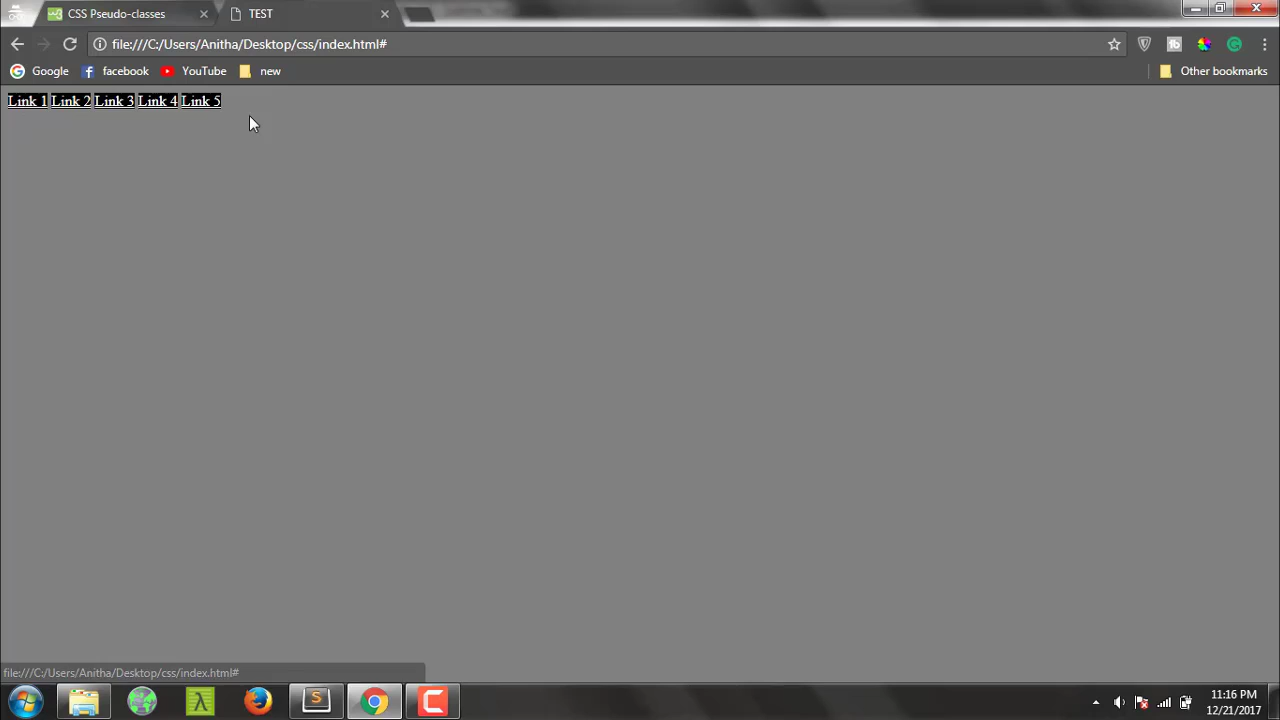 CSS Pseudo-classes
TEST
file:///C:/Users/Anitha/Desktop/css/index.html#
Google facebook YouTube new Other bookmarks
Link 1 Link 2 Link 3 Link 4 Link 5
file:///C:/Users/Anitha/Desktop/css/index.html#
11:16 PM
12/21/2017